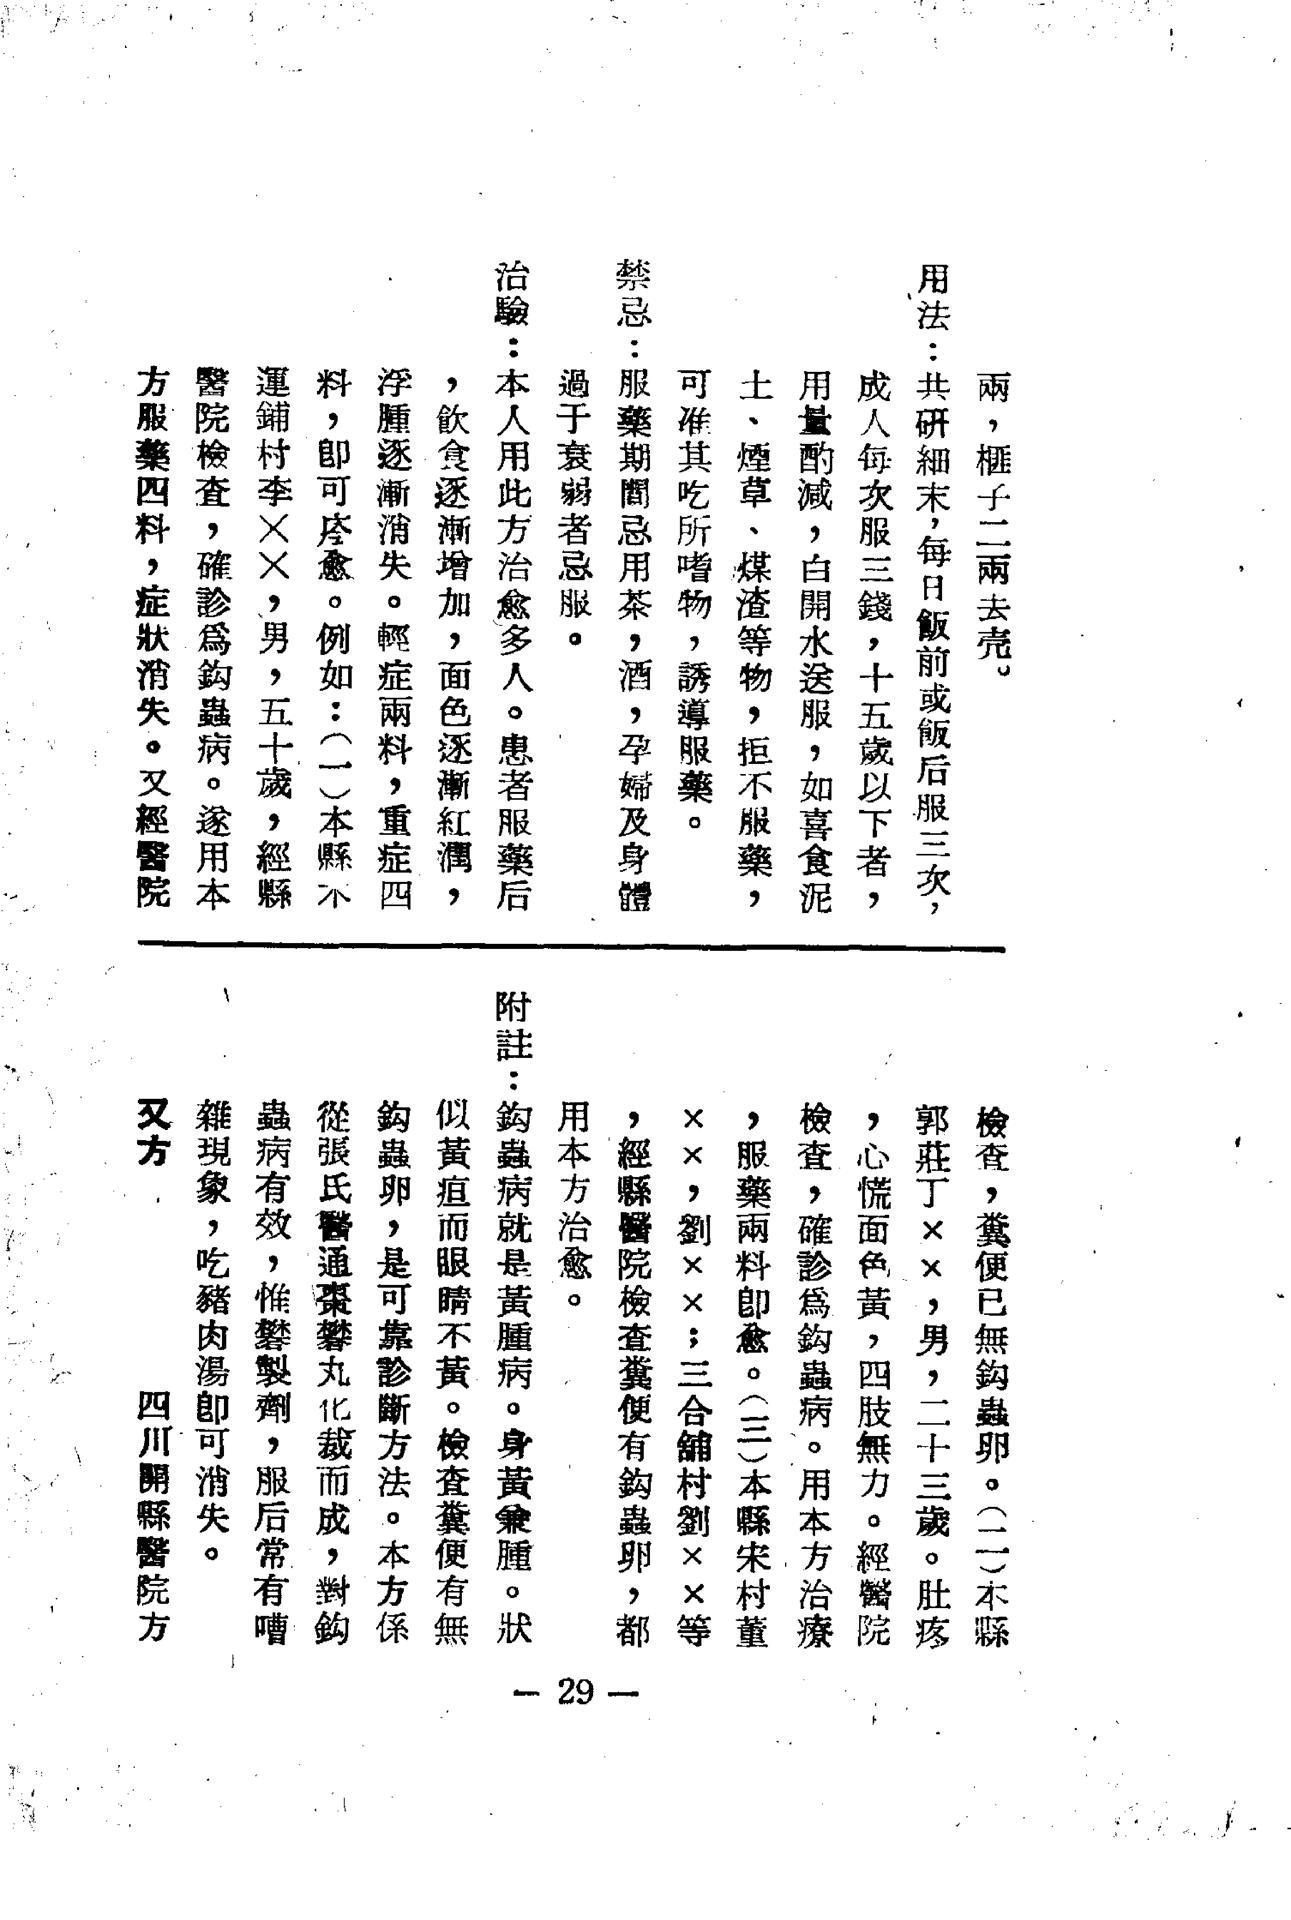 兩，榧子二兩去売。
用法：共研細末，每日飯前或飯后服三次，
成人每次服三錢，十五歲以下者，
用量酌減，白開水送服，如喜食泥
土、煙草、煤渣等物，拒不服藥，
可准其吃所嗜物，誘導服藥。
禁忌：服藥期間忌用茶，酒，孕婦及身體
過于衰弱者忌服。
治驗：本人用此方治愈多人。患者服藥后
，飲食逐漸增加，面色逐漸紅潤，
浮腫逐漸消失。輕症兩料，重症四
料，卽可痊愈。例如：（一）本縣不
運鋪村李××，男，五十歲，經縣
醫院檢查，確診爲鈎蟲病。遂用本
方服藥四料，症狀消失。又經醫院
檢查，糞便已無鈎蟲卵。（二）本縣
郭莊丁××，男，二十三歲。肚疼
，心慌面色黃，四肢無力。經醫院
檢查，確診爲鈎蟲病。用本方治療
，服藥兩料卽愈。（三）本縣宋村董
××，劉××；三合舖村劉××等
，經縣醫院檢查糞便有鈎蟲卵，都
用本方治愈。
附註：鈎蟲病就是黃腫病。身黃兼腫。狀
似黃疸而眼睛不黃。檢查糞便有無
鈎蟲卵，是可靠診斷方法。本方係
從張氏醫通棗礬丸化裁而成，對鈎
蟲病有效，惟礬製劑，服后常有嘈
雜現象，吃豬肉湯卽可消失。
又方 四川開縣醫院方
— 29 —